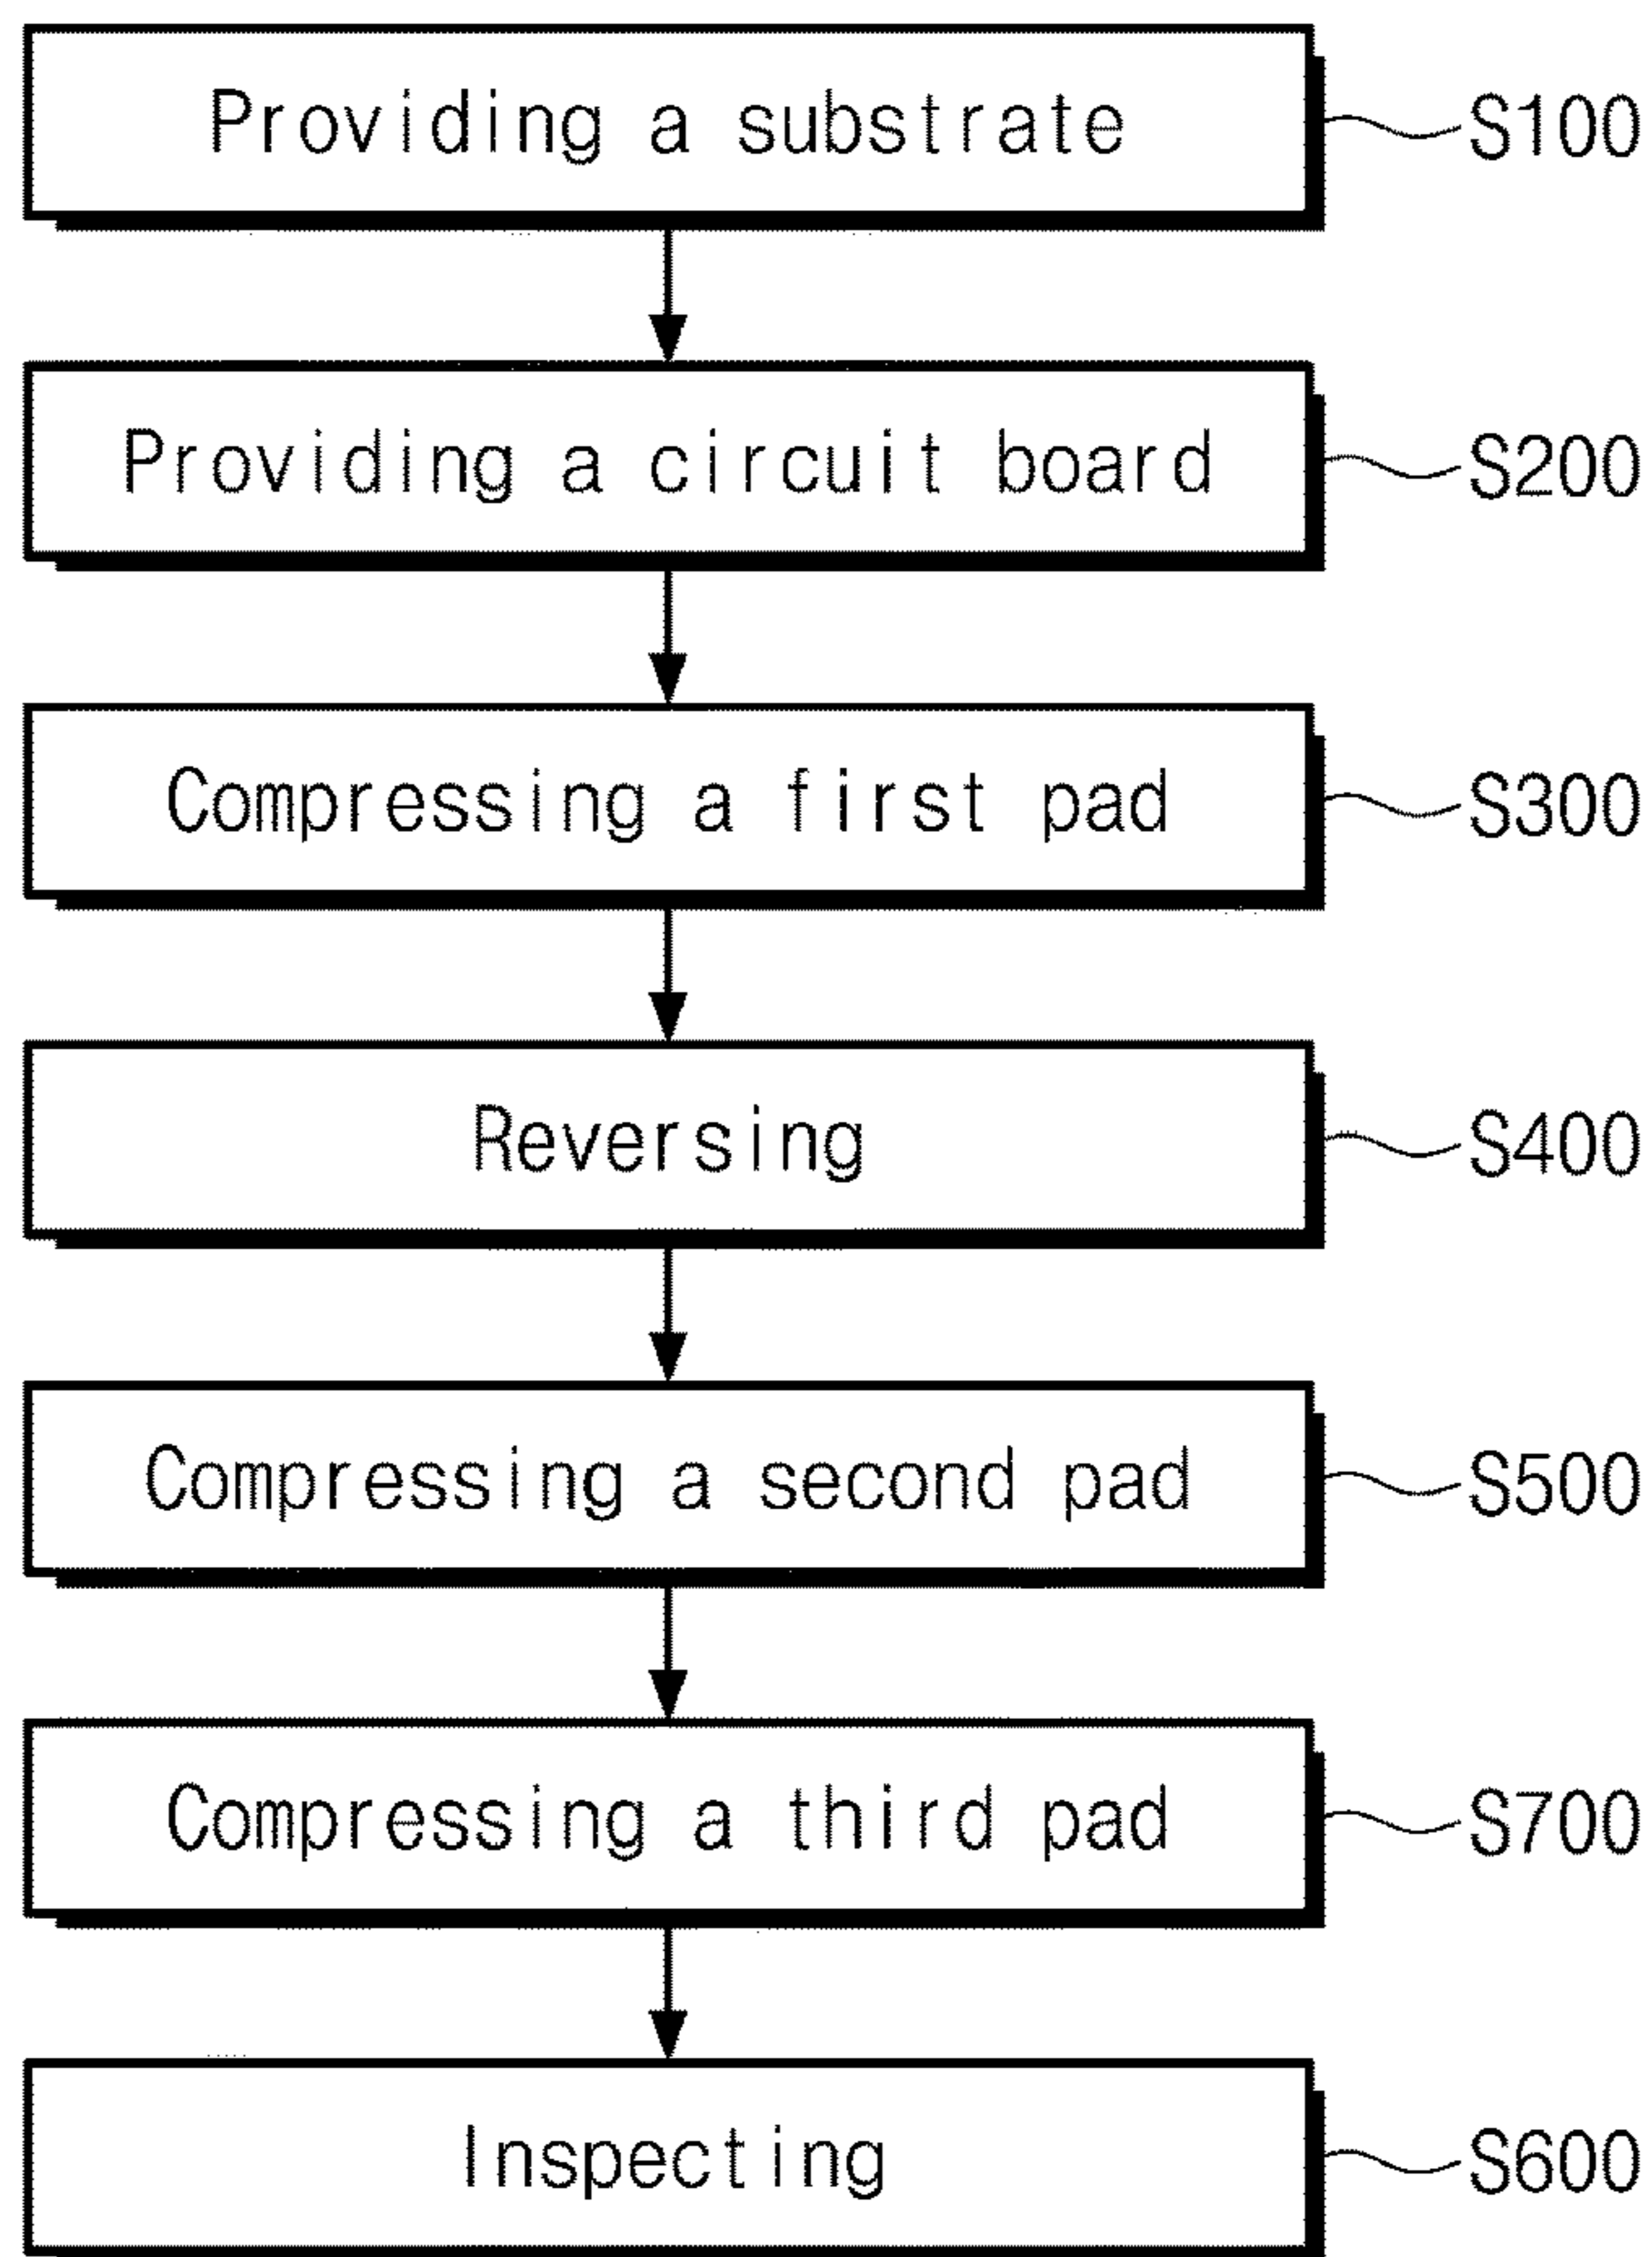 Providing a substrate S100
Providing a circuit board S200
Compressing a first pad S300
Reversing S400
Compressing a second pad S500
Compressing a third pad S700
Inspecting S600